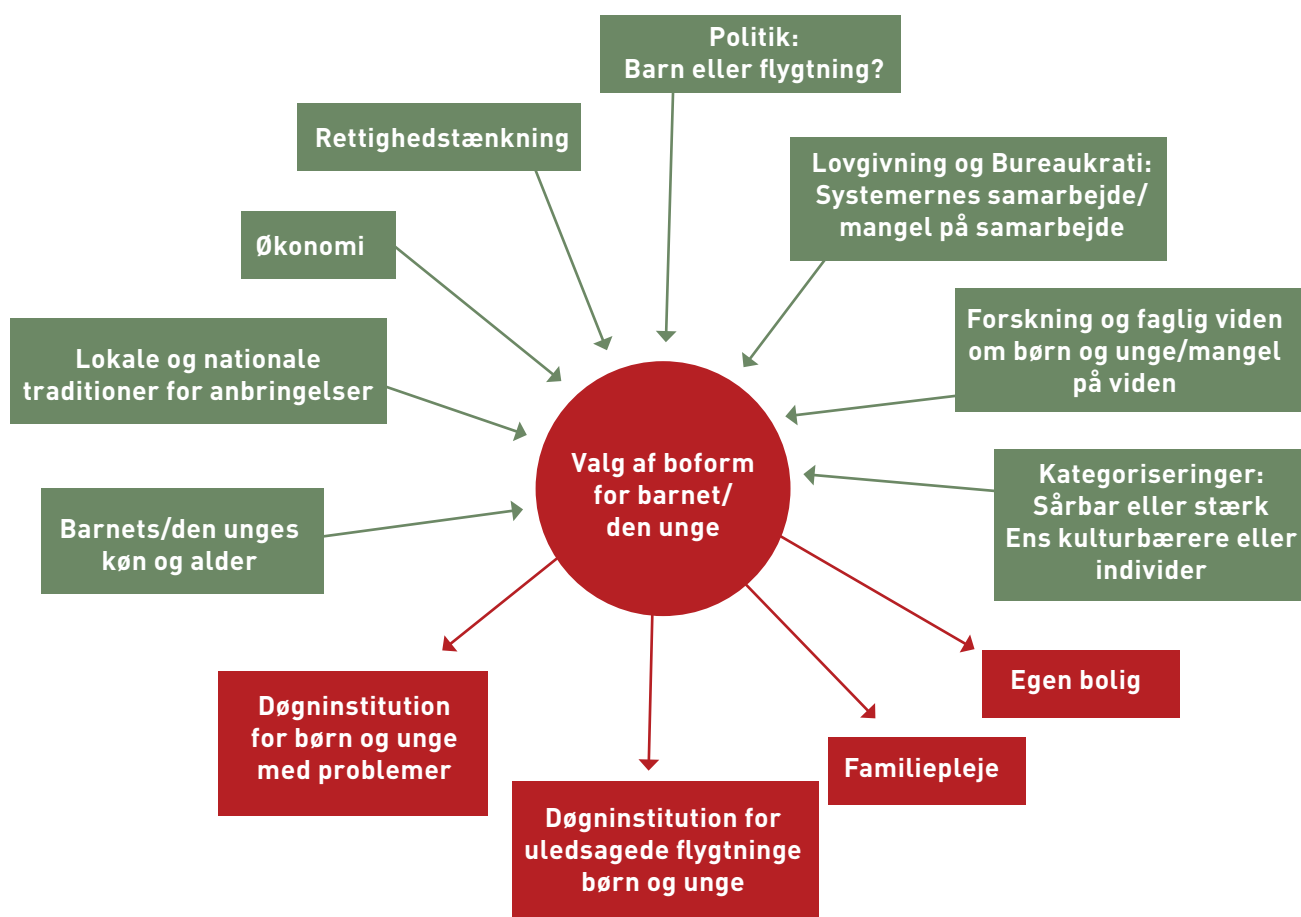 Politik:
Barn eller flygtning?
Rettighedstænkning
Lovgivning og Bureaukrati:
Systemernes samarbejde/
mangel på samarbejde
Økonomi
Forskning og faglig viden
om børn og unge/mangel
på viden
Lokale og nationale
traditioner for anbringelser
Valg af boform
for barnet/
den unge
Kategoriseringer:
Sårbar eller stærk
Ens kulturbærere eller
individer
Barnets/den unges
køn og alder
Døgninstitution
for børn og unge
med problemer
Døgninstitution for
uledsagede flygtninge
børn og unge
Familiepleje
Egen bolig